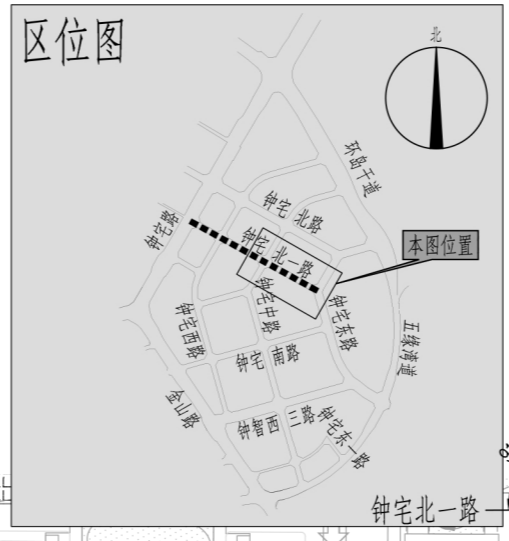 区位图
北
环岛干道
钟宅 北路
钟宅路
钟宅 北一路
本图位置
钟宅中路
钟宅东路
钟宅西路
五缘湾道
钟宅 南路
金山路
钟智西 三路
钟宅东一路
钟宅北一路